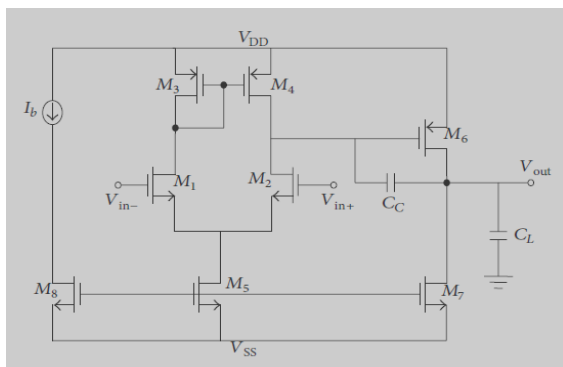 V_DD
M_3
M_4
I_b
M_6
M_1
M_2
V_out
V_in−
V_in+
C_C
C_L
M_8
M_5
M_7
V_SS